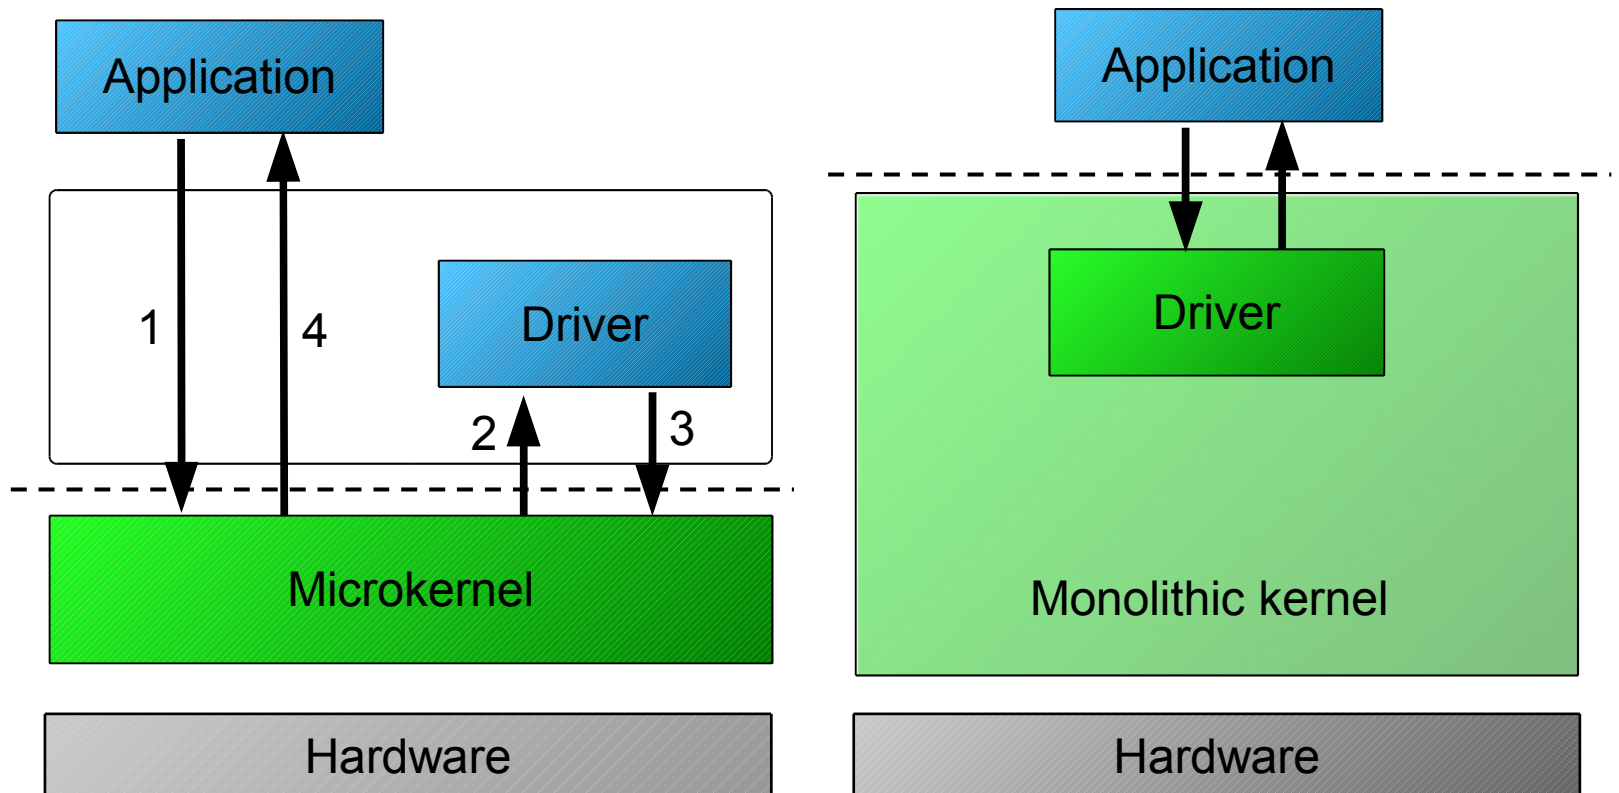 Application
1
4
Driver
2
3
Microkernel
Hardware
Application
Driver
Monolithic kernel
Hardware